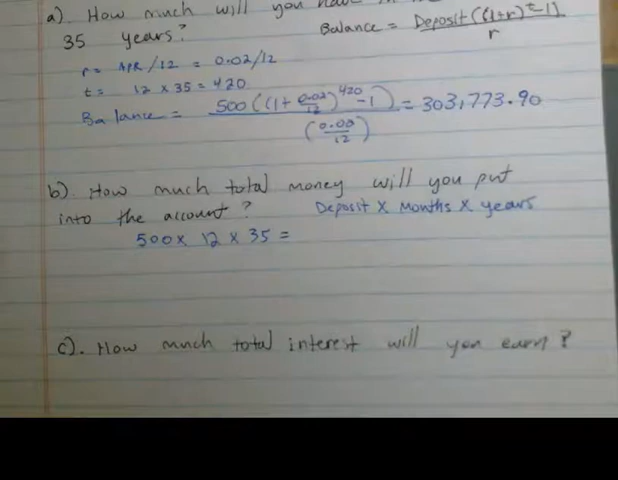 a) How much will you have in
35 years?
Balance = Deposit ((1+r)^t - 1) / r
r = APR / 12 = 0.02/12
t = 12 x 35 = 420
Balance = 500 ((1 + 0.02/12)^420 - 1) / (0.02/12) = 303,773.90
b) How much total money will you put
into the account? Deposit x Months x years
500 x 12 x 35 =
c). How much total interest will you earn?